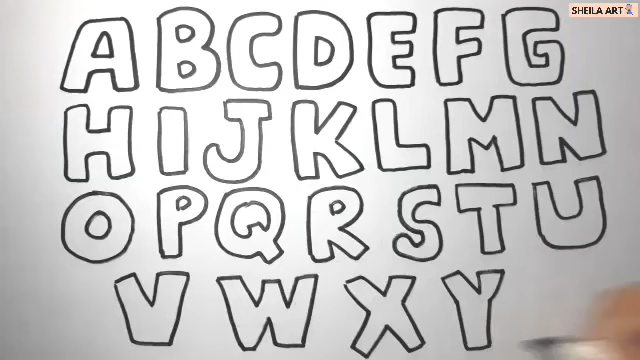 SHEILA ART
ABCDEFG
HIJKLMN
OPQRSTU
VWXY